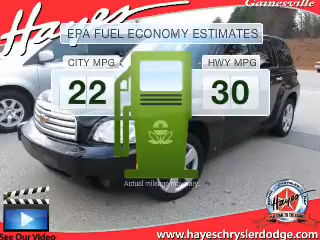 Hayes
Gainesville
EPA FUEL ECONOMY ESTIMATES
CITY MPG
HWY MPG
22
30
Actual mileage may vary.
Hayes
See Our Video
www.hayeschryslerdodge.com